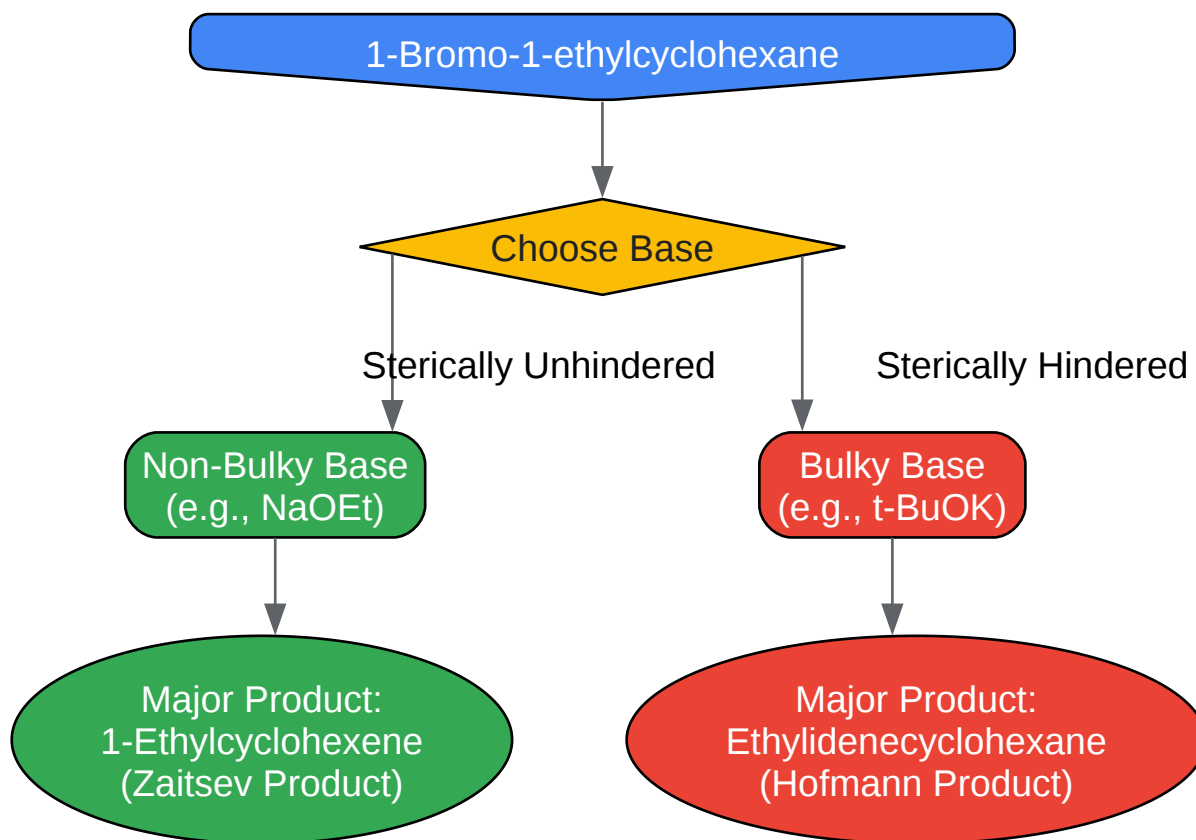 1-Bromo-1-ethylcyclohexane
Choose Base
Sterically Unhindered
Sterically Hindered
Non-Bulky Base
(e.g., NaOEt)
Bulky Base
(e.g., t-BuOK)
Major Product:
1-Ethylcyclohexene
(Zaitsev Product)
Major Product:
Ethylidenecyclohexane
(Hofmann Product)